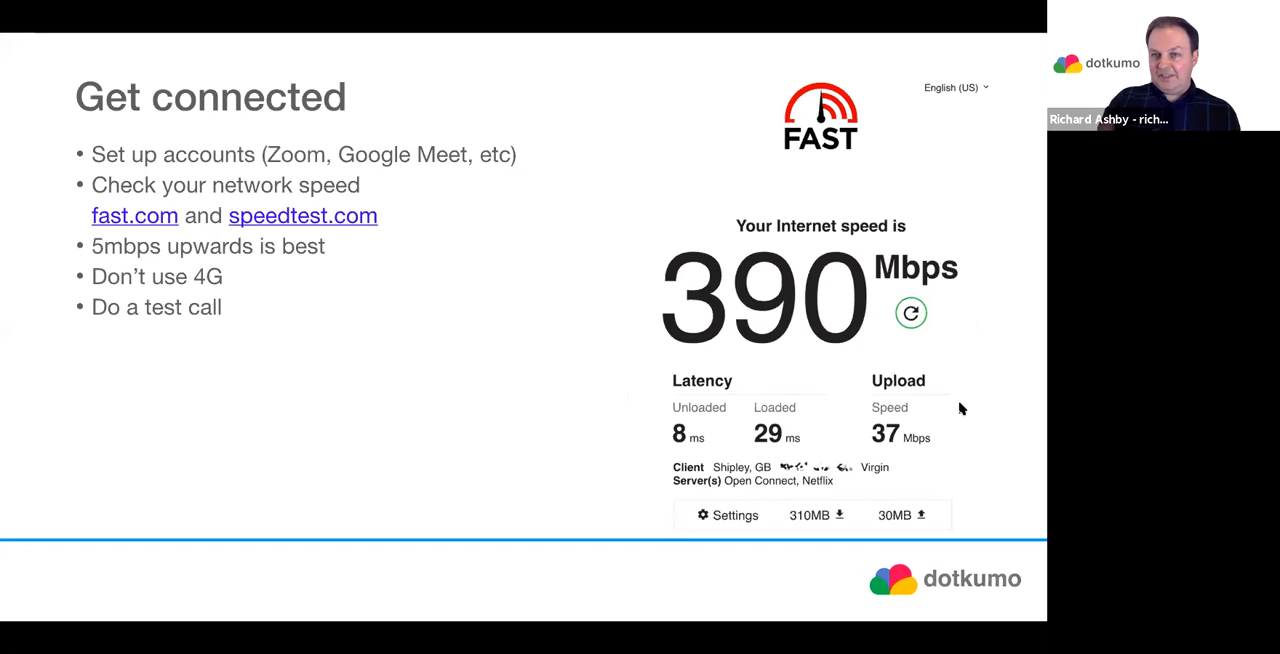 Get connected
• Set up accounts (Zoom, Google Meet, etc)
• Check your network speed
fast.com and speedtest.com
• 5mbps upwards is best
• Don't use 4G
• Do a test call
FAST
English (US)
Your Internet speed is
390 Mbps
Latency
Upload
Unloaded Loaded
Speed
8 ms 29 ms
37 Mbps
Client Shipley, GB Virgin
Server(s) Open Connect, Netflix
Settings 310MB 30MB
dotkumo
dotkumo
Richard Ashby - rich...